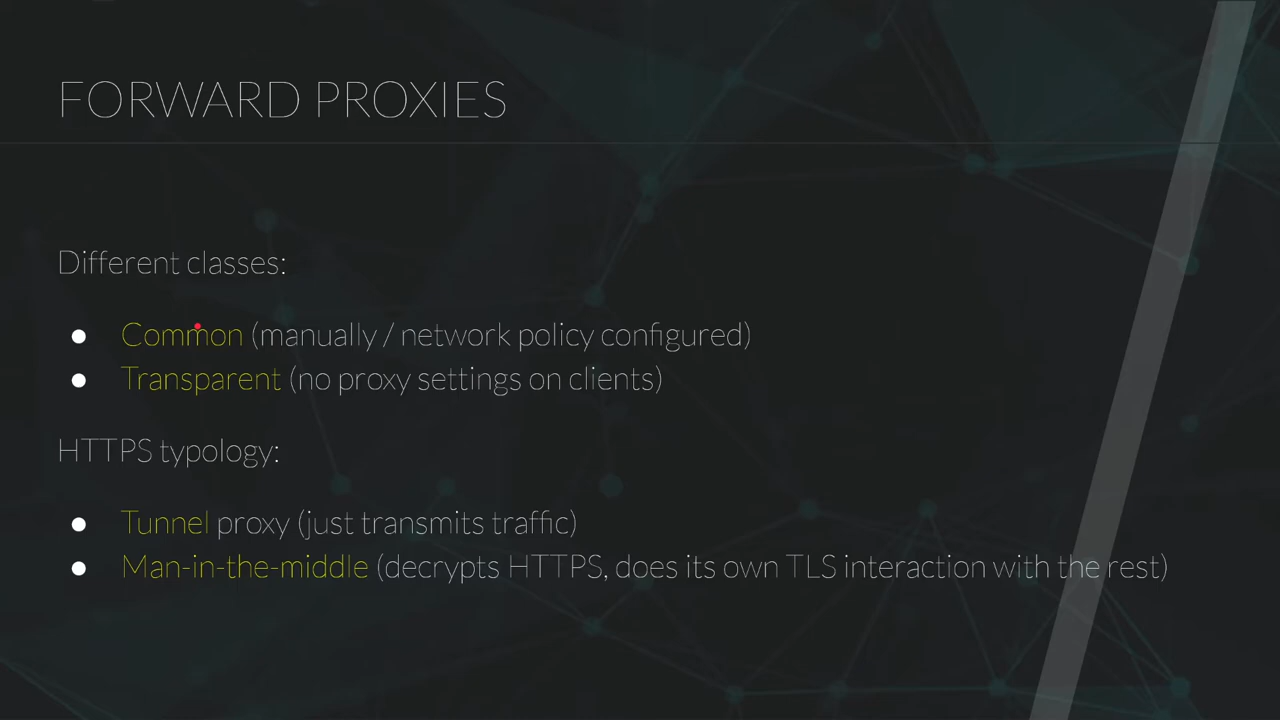 FORWARD PROXIES
Different classes:
● Common (manually / network policy configured)
● Transparent (no proxy settings on clients)
HTTPS typology:
● Tunnel proxy (just transmits traffic)
● Man-in-the-middle (decrypts HTTPS, does its own TLS interaction with the rest)